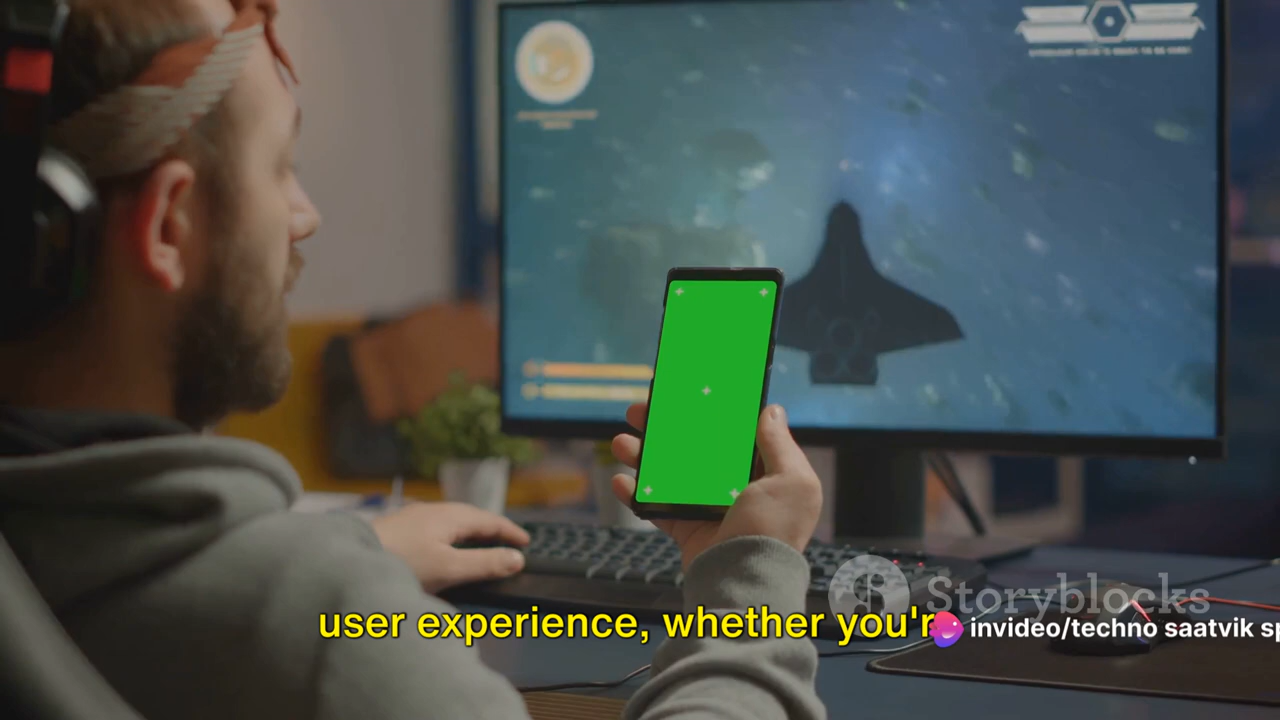 Storyblocks
user experience, whether you'r
invideo/techno saatvik sp